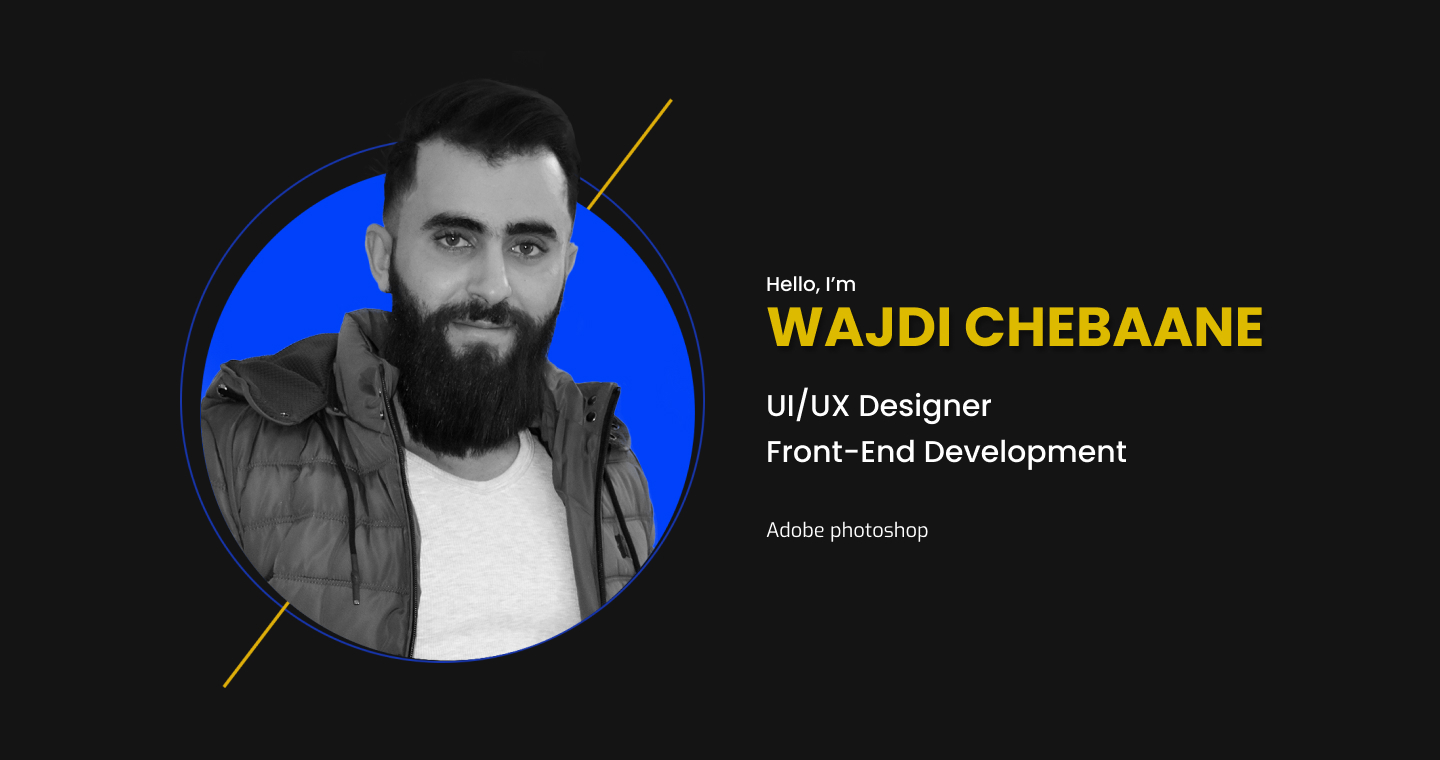 Hello, I’m
WAJDI CHEBAANE
UI/UX Designer
Front-End Development
Adobe photoshop